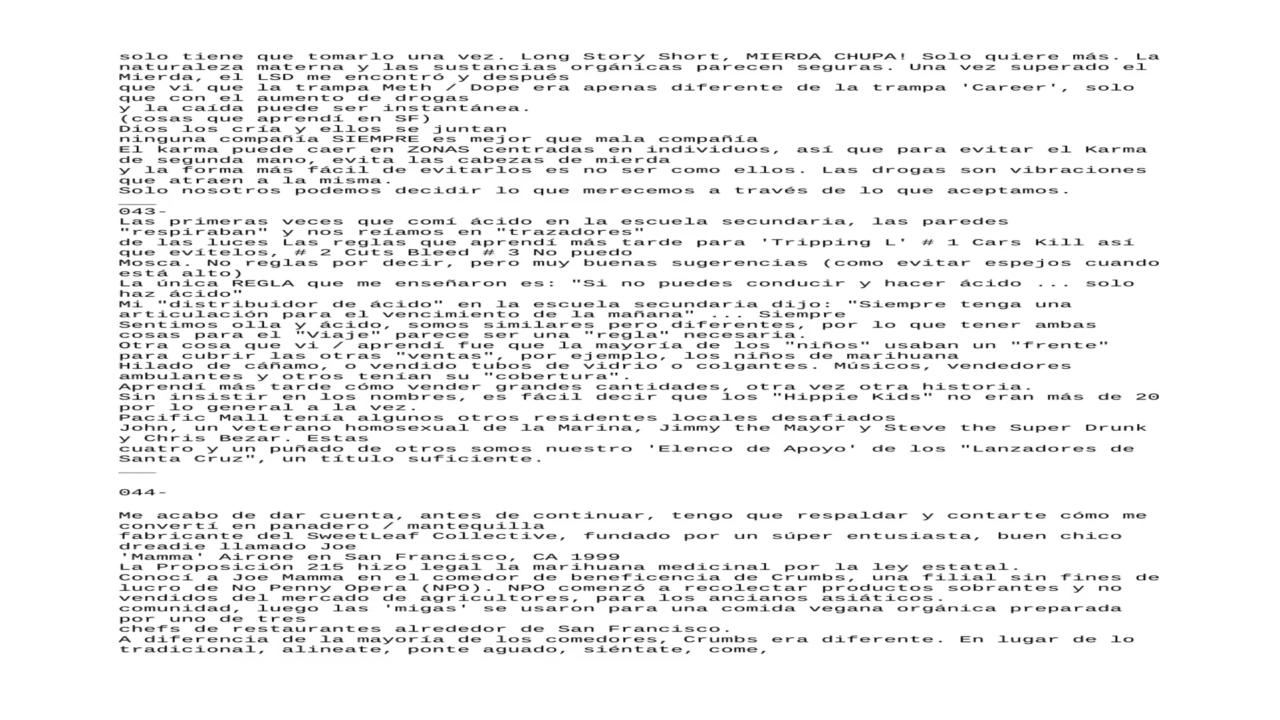 solo tiene que tomarlo una vez. Long Story Short, MIERDA CHUPA! Solo quiere más. La
naturaleza materna y las sustancias orgánicas parecen seguras. Una vez superado el
Mierda, el LSD me encontró y después
que vi que la trampa Meth / Dope era apenas diferente de la trampa 'Career', solo
que con el aumento de drogas
y la caída puede ser instantánea.
(cosas que aprendí en SF)
Dios los cría y ellos se juntan
ninguna compañía SIEMPRE es mejor que mala compañía
El karma puede caer en ZONAS centradas en individuos, así que para evitar el Karma
de segunda mano, evita las cabezas de mierda
y la forma más fácil de evitarlos es no ser como ellos. Las drogas son vibraciones
que atraen a la misma.
Solo nosotros podemos decidir lo que merecemos a través de lo que aceptamos.
____
043-
Las primeras veces que comí ácido en la escuela secundaria, las paredes
"respiraban" y nos reíamos en "trazadores"
de las luces Las reglas que aprendí más tarde para 'Tripping L' # 1 Cars Kill así
que evítelos, # 2 Cuts Bleed # 3 No puedo
Mosca. No reglas por decir, pero muy buenas sugerencias (como evitar espejos cuando
está alto)
La única REGLA que me enseñaron es: "Si no puedes conducir y hacer ácido ... solo
haz ácido"
Mi "distribuidor de ácido" en la escuela secundaria dijo: "Siempre tenga una
articulación para el vencimiento de la mañana" ... Siempre
Sentimos olla y ácido, somos similares pero diferentes, por lo que tener ambas
cosas para el "Viaje" parece ser una "regla" necesaria.
Otra cosa que vi / aprendí fue que la mayoría de los "niños" usaban un "frente"
para cubrir las otras "ventas", por ejemplo, los niños de marihuana
Hilado de cáñamo, o vendido tubos de vidrio o colgantes. Músicos, vendedores
ambulantes y otros tenían su "cobertura".
Aprendí más tarde cómo vender grandes cantidades, otra vez otra historia.
Sin insistir en los nombres, es fácil decir que los "Hippie Kids" no eran más de 20
por lo general a la vez.
Pacific Mall tenía algunos otros residentes locales desafiados
John, un veterano homosexual de la Marina, Jimmy the Mayor y Steve the Super Drunk
y Chris Bezar. Estas
cuatro y un puñado de otros somos nuestro 'Elenco de Apoyo' de los "Lanzadores de
Santa Cruz", un título suficiente.
____
044-
Me acabo de dar cuenta, antes de continuar, tengo que respaldar y contarte cómo me
convertí en panadero / mantequilla
fabricante del SweetLeaf Collective, fundado por un súper entusiasta, buen chico
dreadie llamado Joe
'Mamma' Airone en San Francisco, CA 1999
La Proposición 215 hizo legal la marihuana medicinal por la ley estatal.
Conocí a Joe Mamma en el comedor de beneficencia de Crumbs, una filial sin fines de
lucro de No Penny Opera (NPO). NPO comenzó a recolectar productos sobrantes y no
vendidos del mercado de agricultores, para los ancianos asiáticos.
comunidad, luego las 'migas' se usaron para una comida vegana orgánica preparada
por uno de tres
chefs de restaurantes alrededor de San Francisco.
A diferencia de la mayoría de los comedores, Crumbs era diferente. En lugar de lo
tradicional, alineate, ponte aguado, siéntate, come,